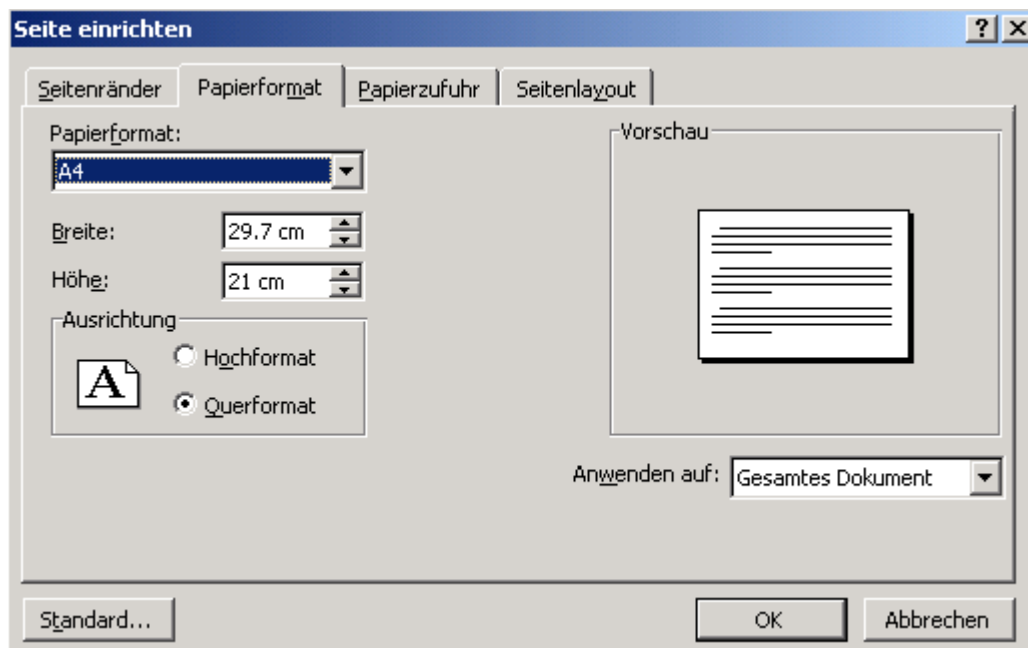 Seite einrichten
Seitenränder Papierformat Papierzufuhr Seitenlayout
Papierformat:
A4
Breite: 29.7 cm
Höhe: 21 cm
Ausrichtung
A
Hochformat
Querformat
Vorschau
Anwenden auf: Gesamtes Dokument
Standard... OK Abbrechen